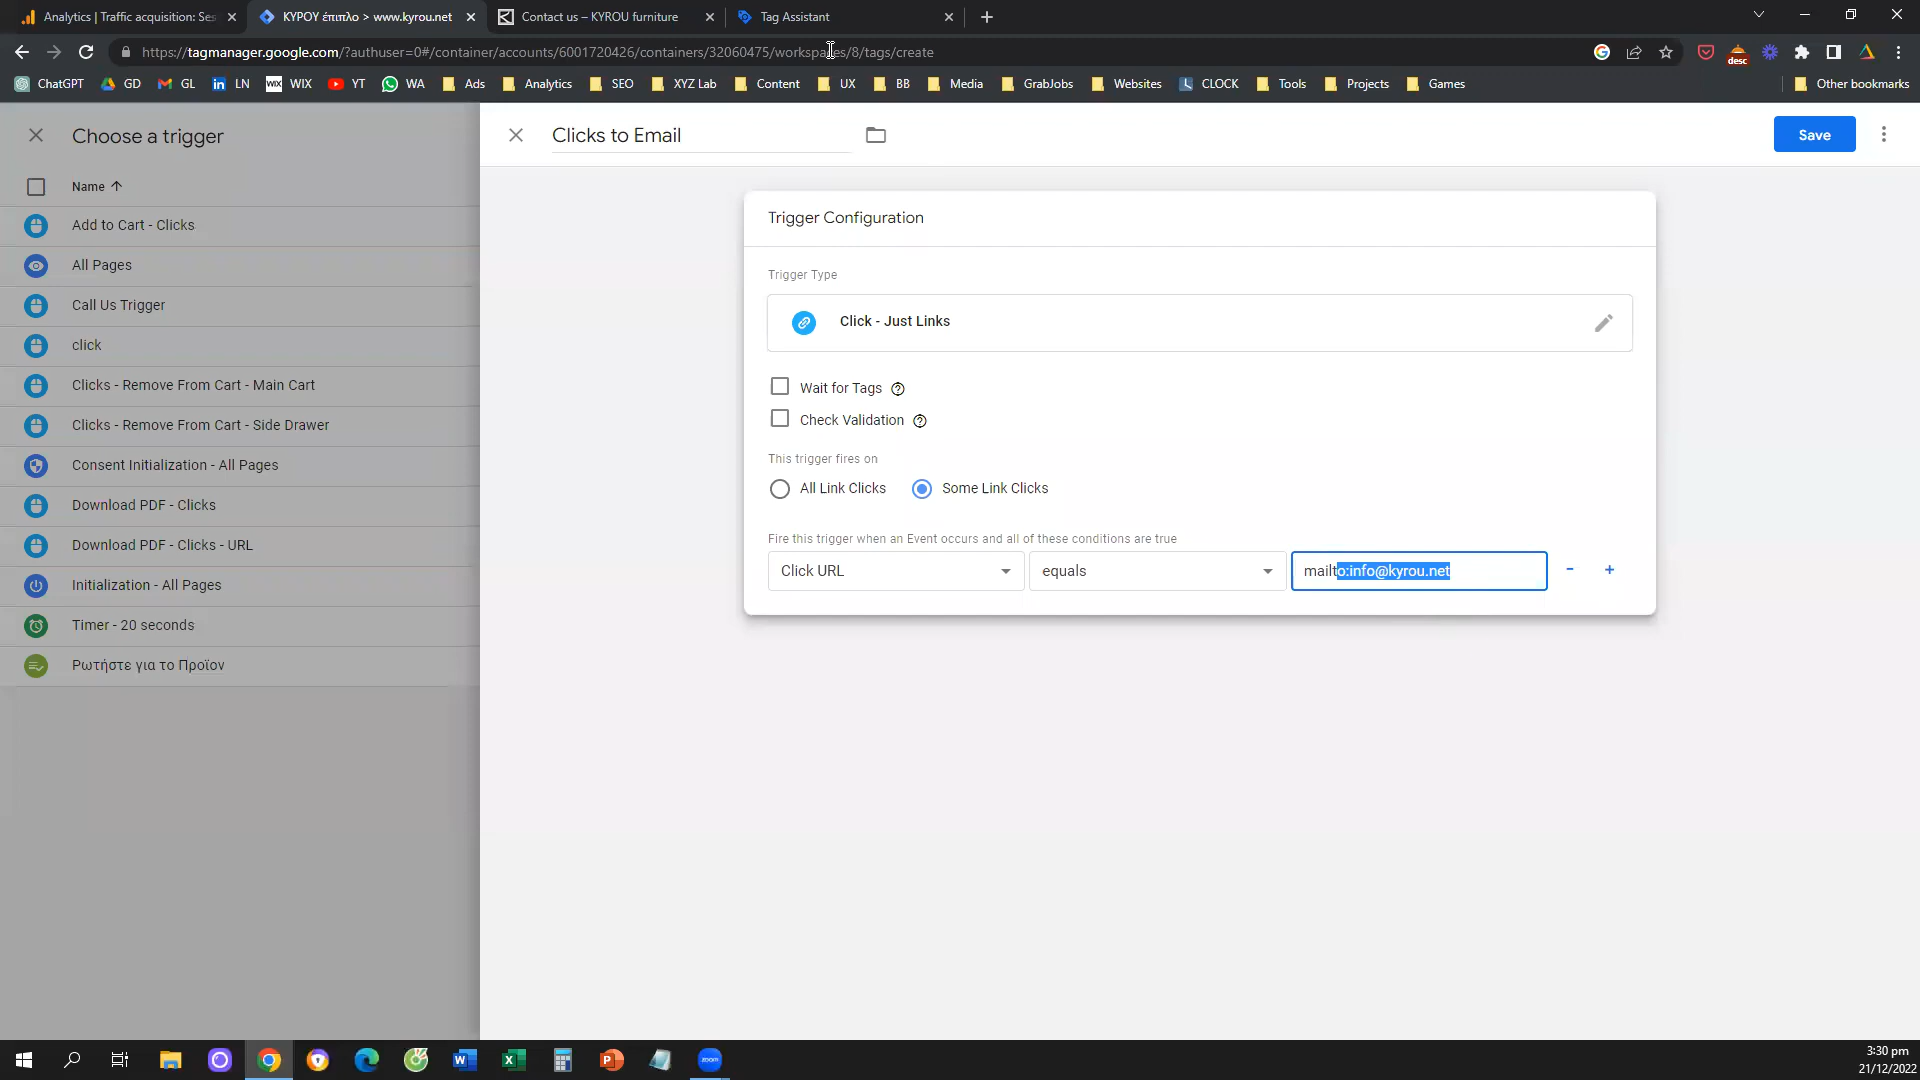 Analytics | Traffic acquisition: Ses
ΚΥΡΟΥ έπιπλο > www.kyrou.net
Contact us – KYROU furniture
Tag Assistant
https://tagmanager.google.com/?authuser=0#/container/accounts/6001720426/containers/32060475/workspaces/8/tags/create
desc
ChatGPT
GD
GL
LN
WIX
WIX
YT
WA
Ads
Analytics
SEO
XYZ Lab
Content
UX
BB
Media
GrabJobs
Websites
CLOCK
Tools
Projects
Games
Other bookmarks
Choose a trigger
Name
Add to Cart - Clicks
All Pages
Call Us Trigger
click
Clicks - Remove From Cart - Main Cart
Clicks - Remove From Cart - Side Drawer
Consent Initialization - All Pages
Download PDF - Clicks
Download PDF - Clicks - URL
Initialization - All Pages
Timer - 20 seconds
Ρωτήστε για το Προϊον
Clicks to Email
Save
Trigger Configuration
Trigger Type
Click - Just Links
Wait for Tags
Check Validation
This trigger fires on
All Link Clicks
Some Link Clicks
Fire this trigger when an Event occurs and all of these conditions are true
Click URL
equals
mailto:info@kyrou.net
- +
zoom
3:30 pm
21/12/2022